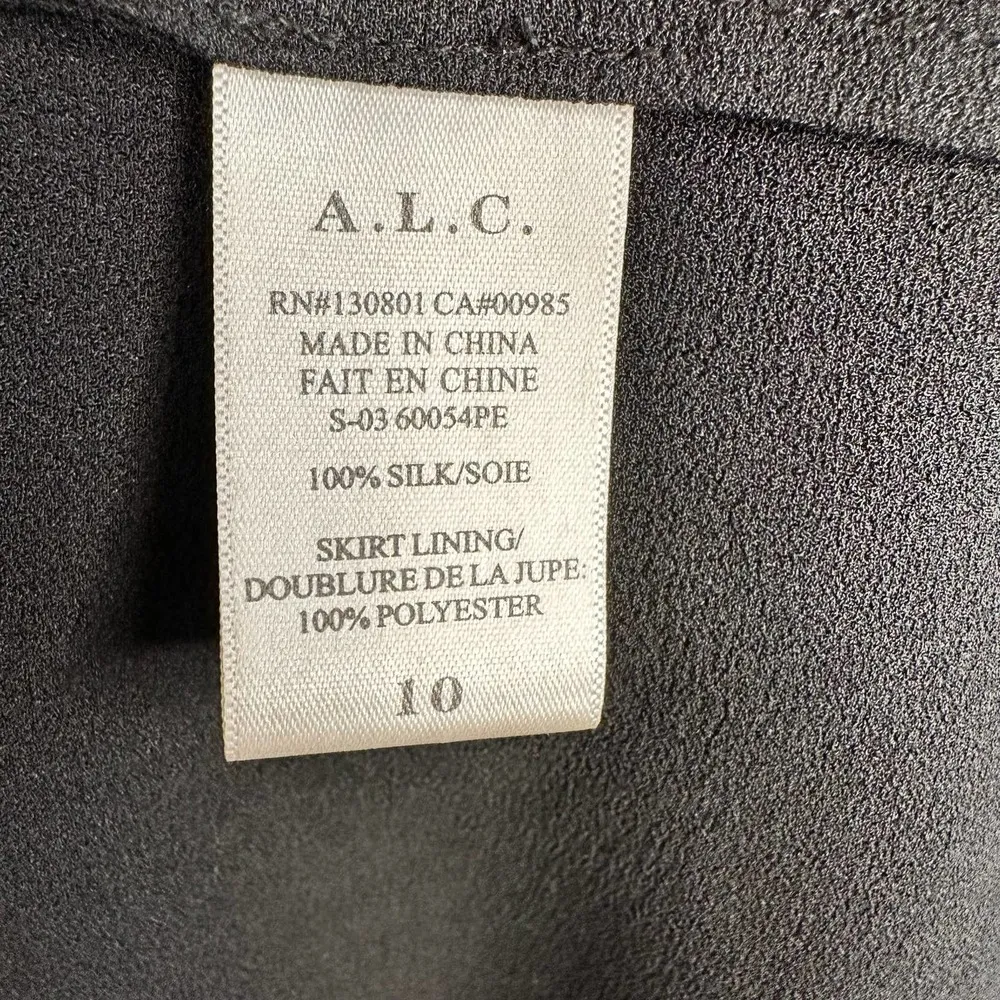 A.L.C.
RN#130801 CA#00985
MADE IN CHINA
FAIT EN CHINE
S-03 60054PE
100% SILK/SOIE
SKIRT LINING/
DOUBLURE DE LA JUPE:
100% POLYESTER
10